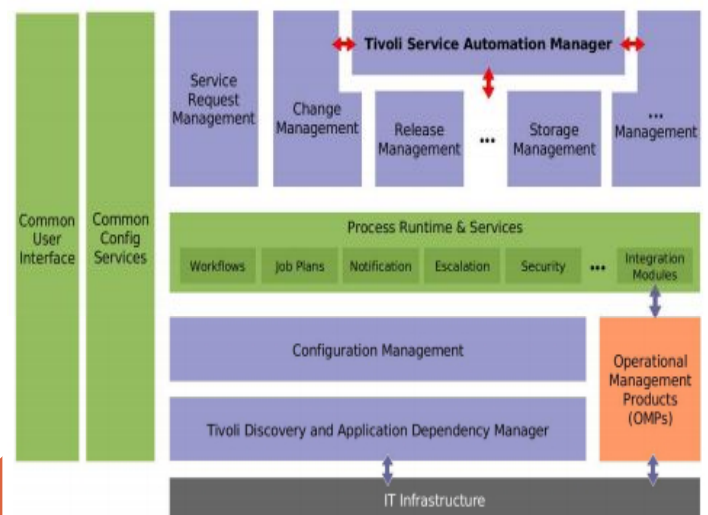 Tivoli Service Automation Manager
Service
Request
Management
Change
Management
Release
Management
...
Storage
Management
...
Management
Common
User
Interface
Common
Config
Services
Process Runtime & Services
Workflows
Job Plans
Notification
Escalation
Security
...
Integration
Modules
Configuration Management
Operational
Management
Products
(OMPs)
Tivoli Discovery and Application Dependency Manager
IT Infrastructure